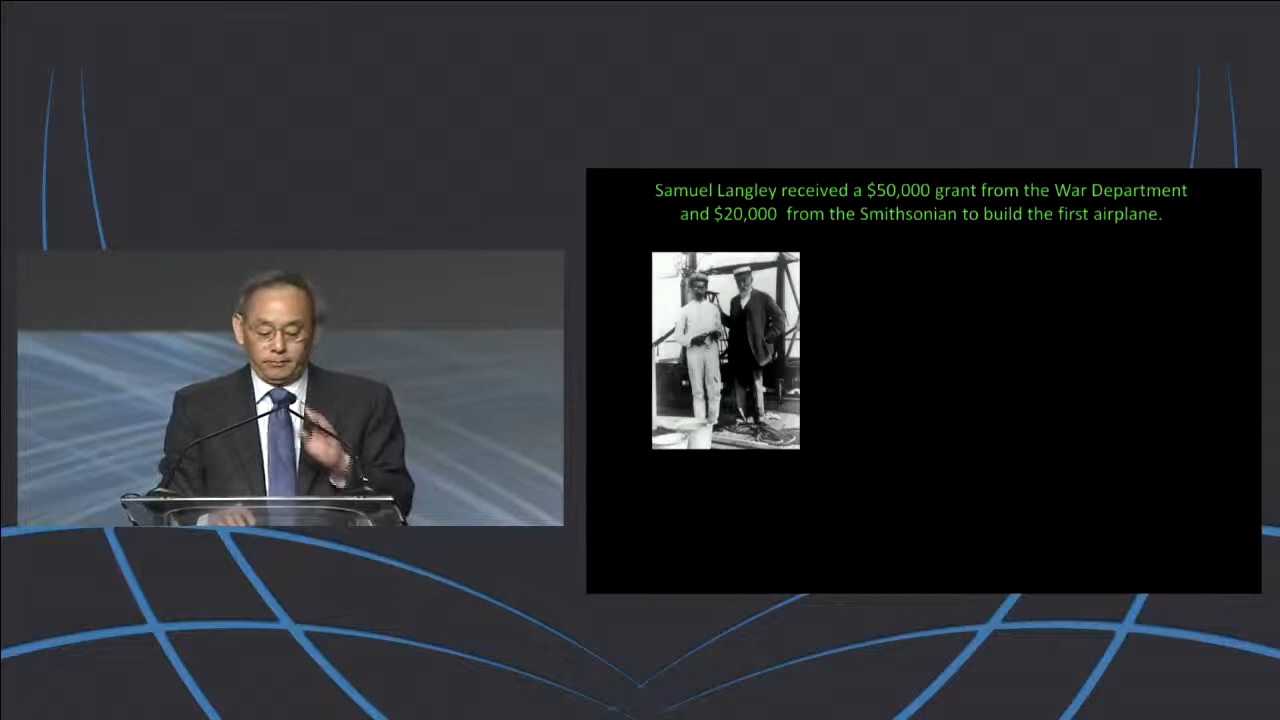 Samuel Langley received a $50,000 grant from the War Department
and $20,000 from the Smithsonian to build the first airplane.